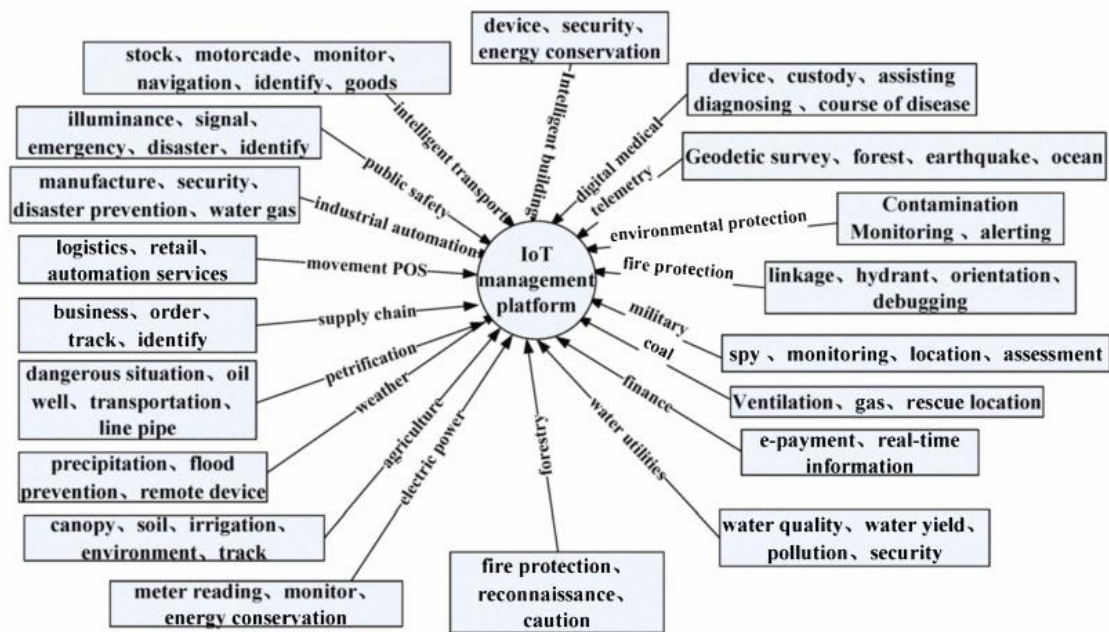 device、security、
energy conservation
Intelligent building
stock、motorcade、monitor、
navigation、identify、goods
intelligent transport
device、custody、assisting
diagnosing 、course of disease
digital medical
illuminance、signal、
emergency、disaster、identify
public safety
Geodetic survey、forest、earthquake、ocean
telemetry
manufacture、security、
disaster prevention、water gas
industrial automation
Contamination
Monitoring 、alerting
environmental protection
logistics、retail、
automation services
movement POS
IoT
management
platform
fire protection
linkage、hydrant、orientation、
debugging
business、order、
track、identify
supply chain
military
spy 、monitoring、location、assessment
dangerous situation、oil
well、transportation、
line pipe
petrification
coal
Ventilation、gas、rescue location
precipitation、flood
prevention、remote device
weather
finance
e-payment、real-time
information
canopy、soil、irrigation、
environment、track
agriculture
water utilities
water quality、water yield、
pollution、security
meter reading、monitor、
energy conservation
electric power
forestry
fire protection、
reconnaissance、
caution